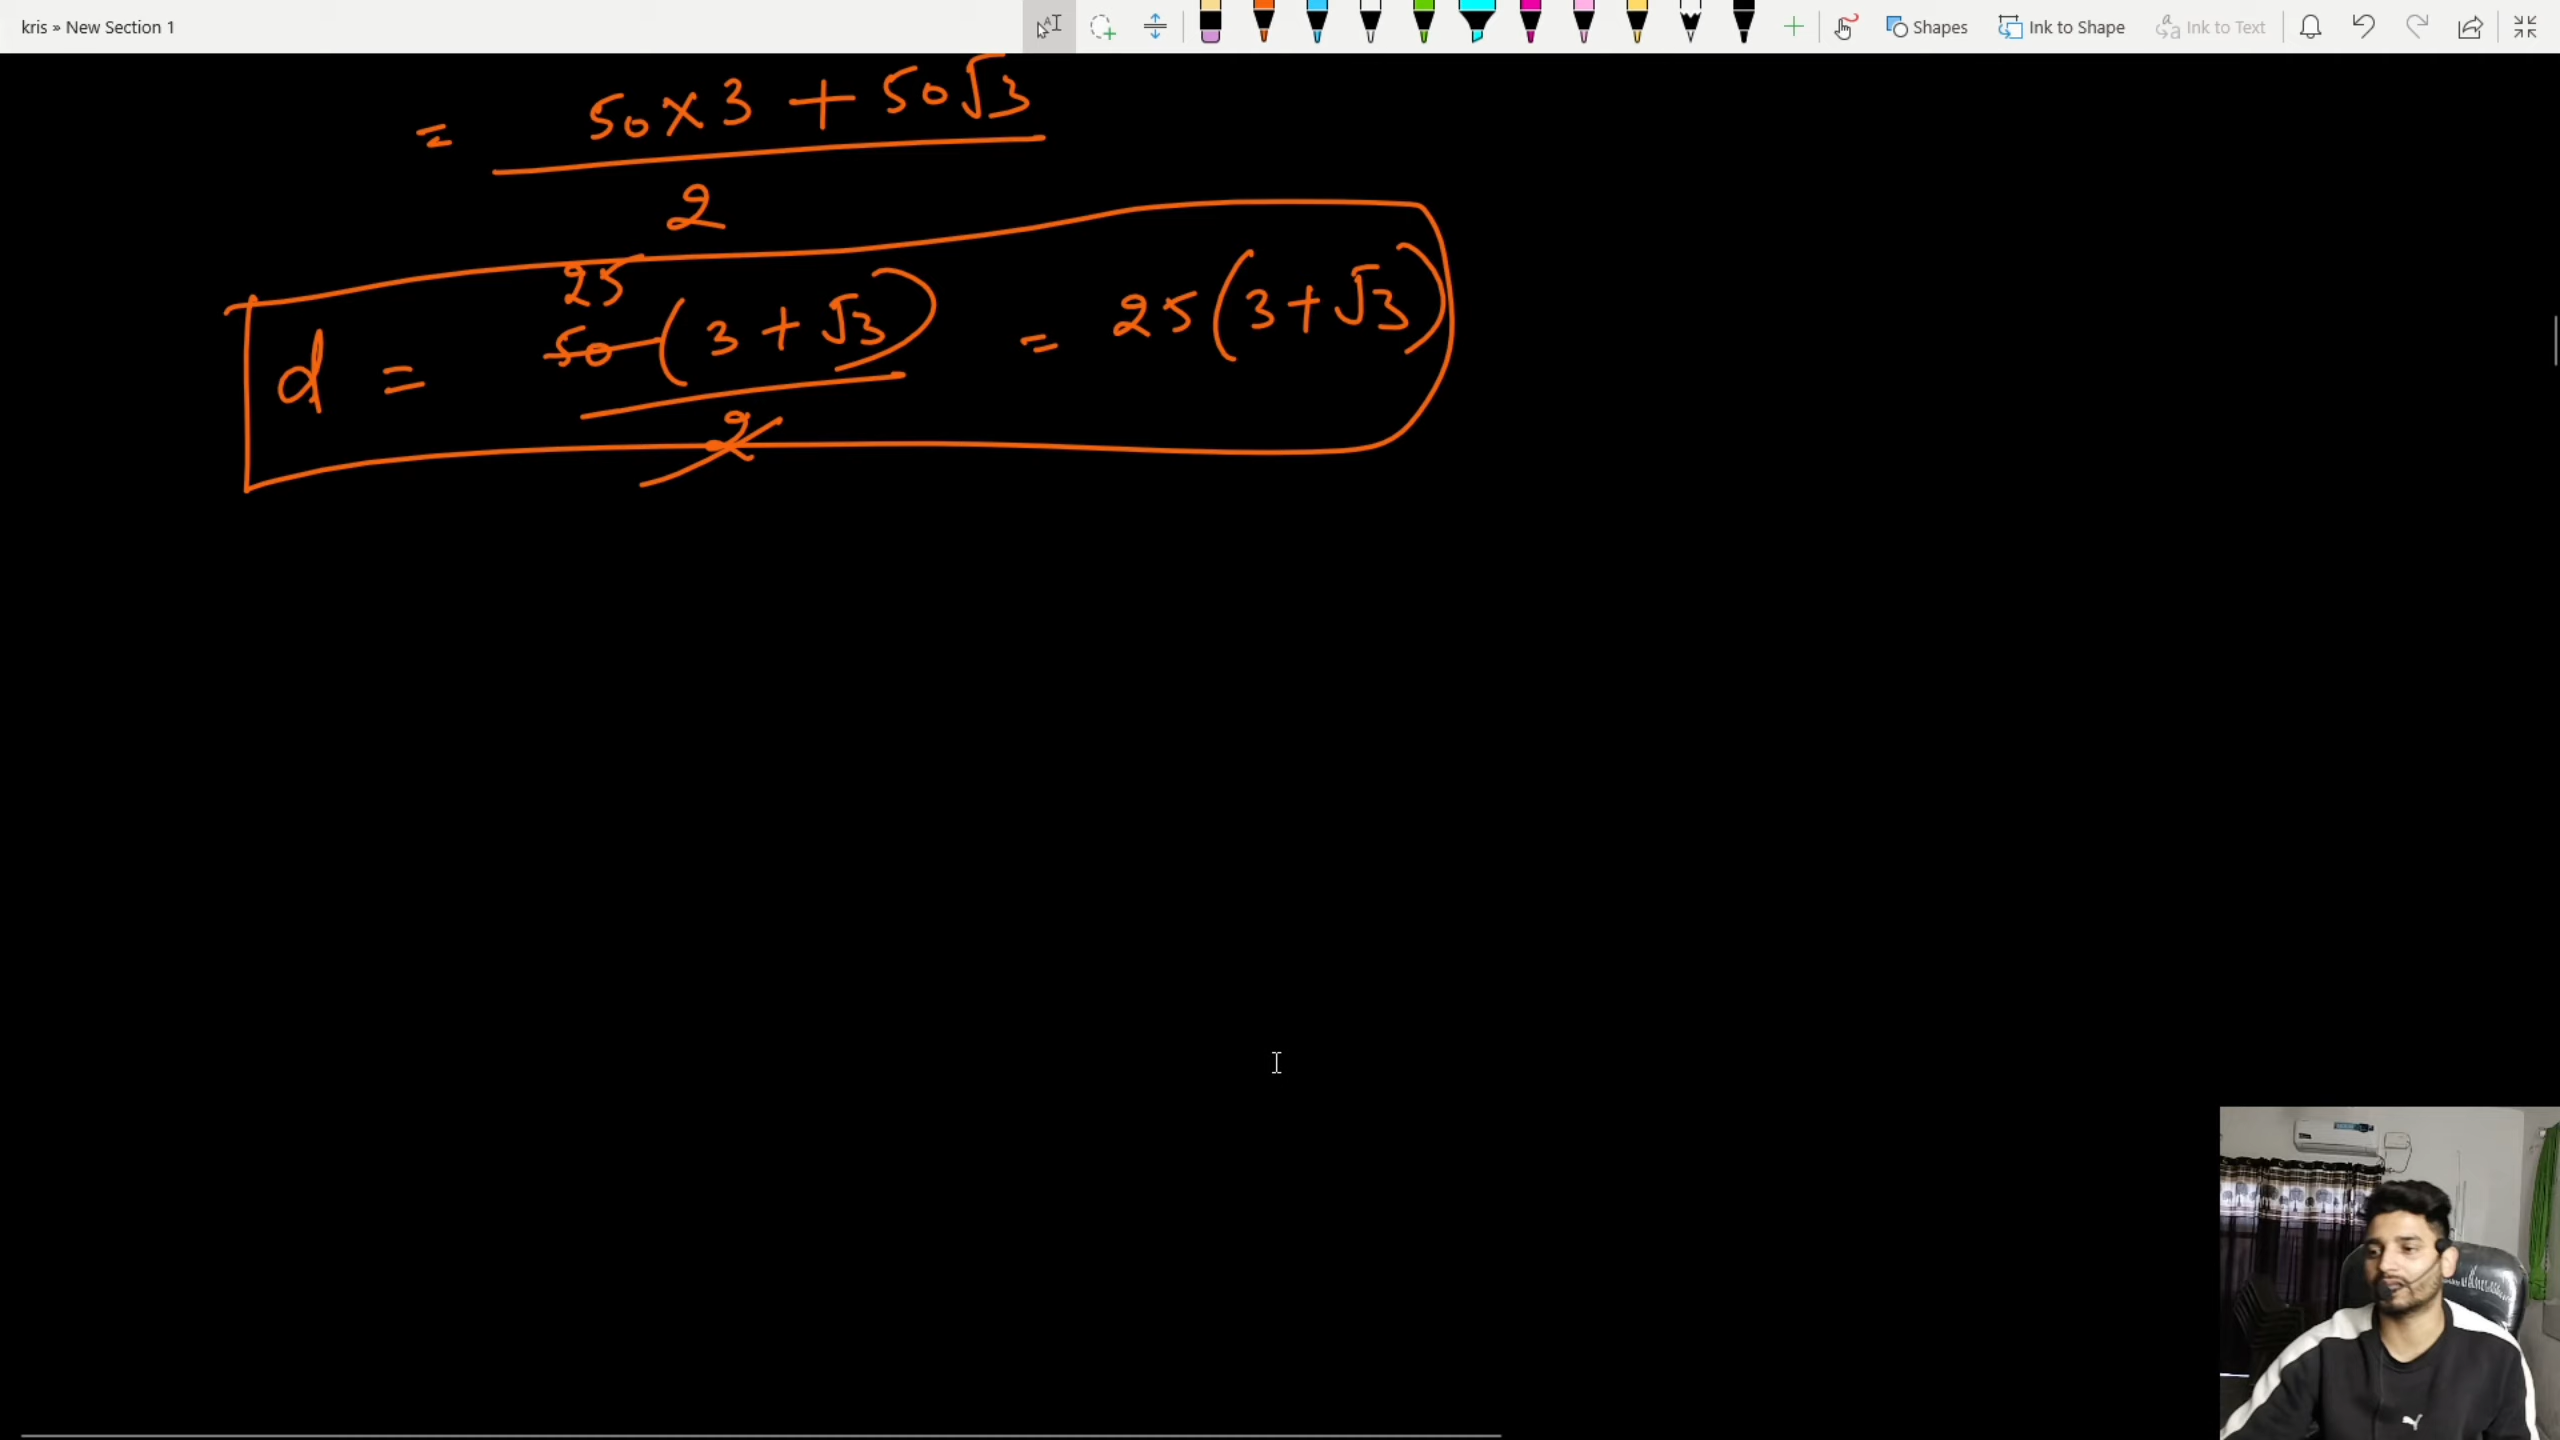 kris » New Section 1
Shapes
Ink to Shape
Ink to Text
= 50 × 3 + 50√3
2
25
d = 50 (3 + √3) = 25(3 + √3)
2